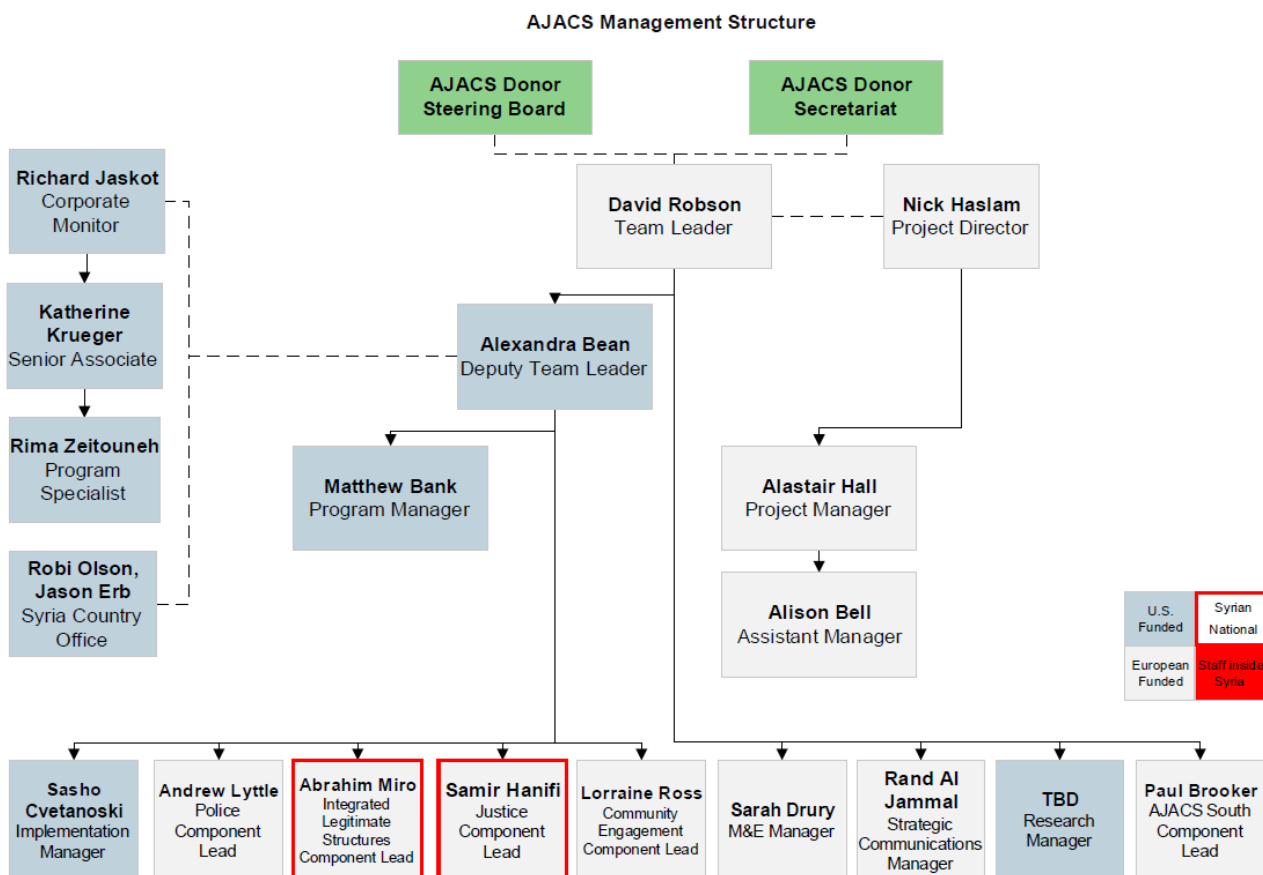 AJACS Management Structure
AJACS Donor
Steering Board
AJACS Donor
Secretariat
Richard Jaskot
Corporate
Monitor
David Robson
Team Leader
Nick Haslam
Project Director
Katherine
Krueger
Senior Associate
Alexandra Bean
Deputy Team Leader
Rima Zeitouneh
Program
Specialist
Matthew Bank
Program Manager
Alastair Hall
Project Manager
Robi Olson,
Jason Erb
Syria Country
Office
Alison Bell
Assistant Manager
U.S.
Funded
Syrian
National
European
Funded
Staff inside
Syria
Sasho
Cvetanoski
Implementation
Manager
Andrew Lyttle
Police
Component
Lead
Abrahim Miro
Integrated
Legitimate
Structures
Component Lead
Samir Hanifi
Justice
Component
Lead
Lorraine Ross
Community
Engagement
Component Lead
Sarah Drury
M&E Manager
Rand Al
Jammal
Strategic
Communications
Manager
TBD
Research
Manager
Paul Brooker
AJACS South
Component
Lead